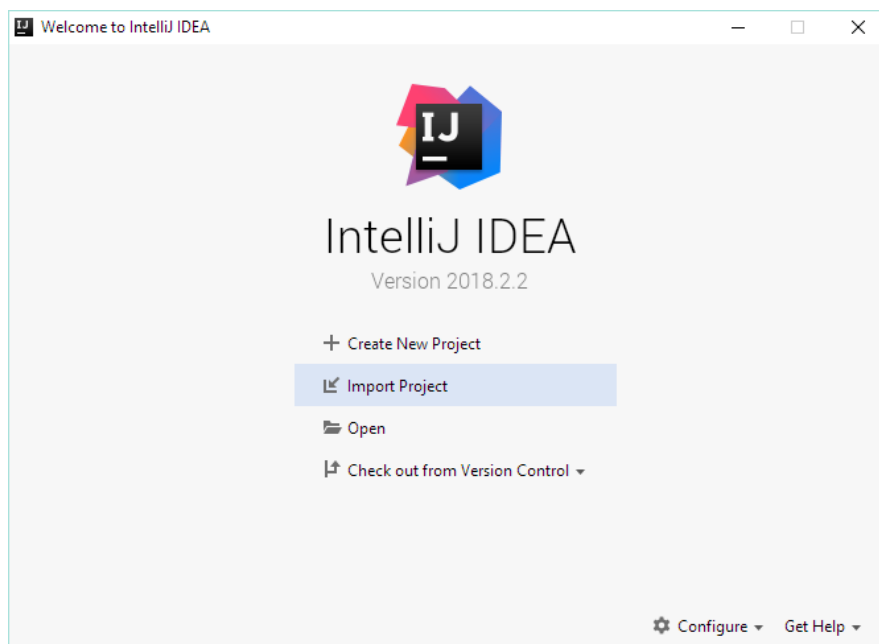 Welcome to IntelliJ IDEA
IJ
IntelliJ IDEA
Version 2018.2.2
Create New Project
Import Project
Open
Check out from Version Control
Configure Get Help